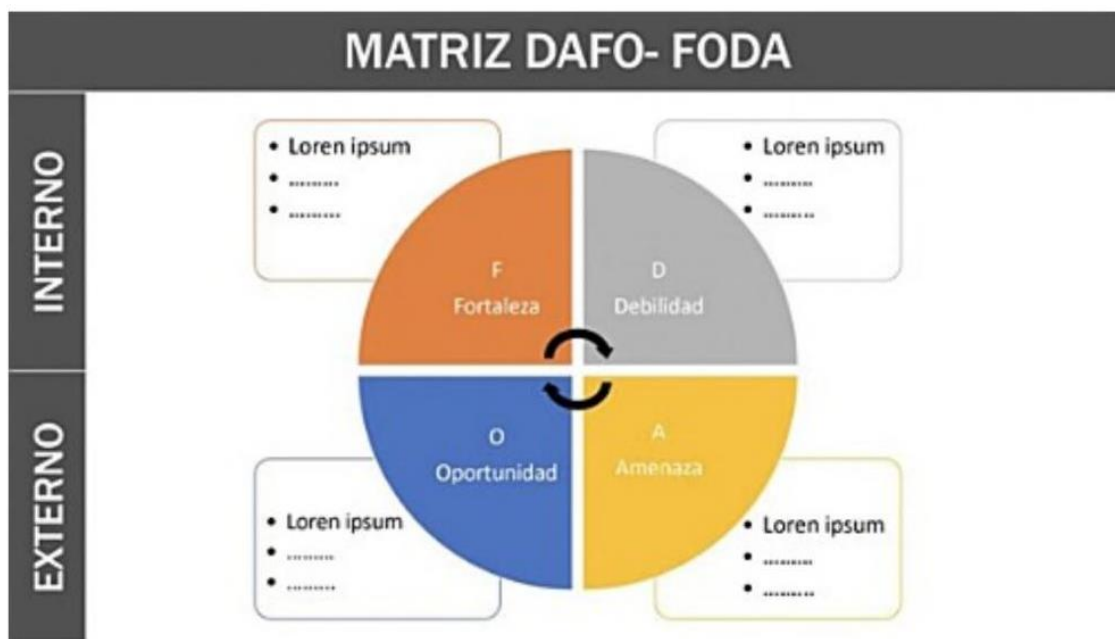 MATRIZ DAFO- FODA
INTERNO
• Loren ipsum
• .........
• .........
• Loren ipsum
• .........
• .........
F
Fortaleza
D
Debilidad
EXTERNO
O
Oportunidad
A
Amenaza
• Loren ipsum
• .........
• .........
• Loren ipsum
• .........
• .........